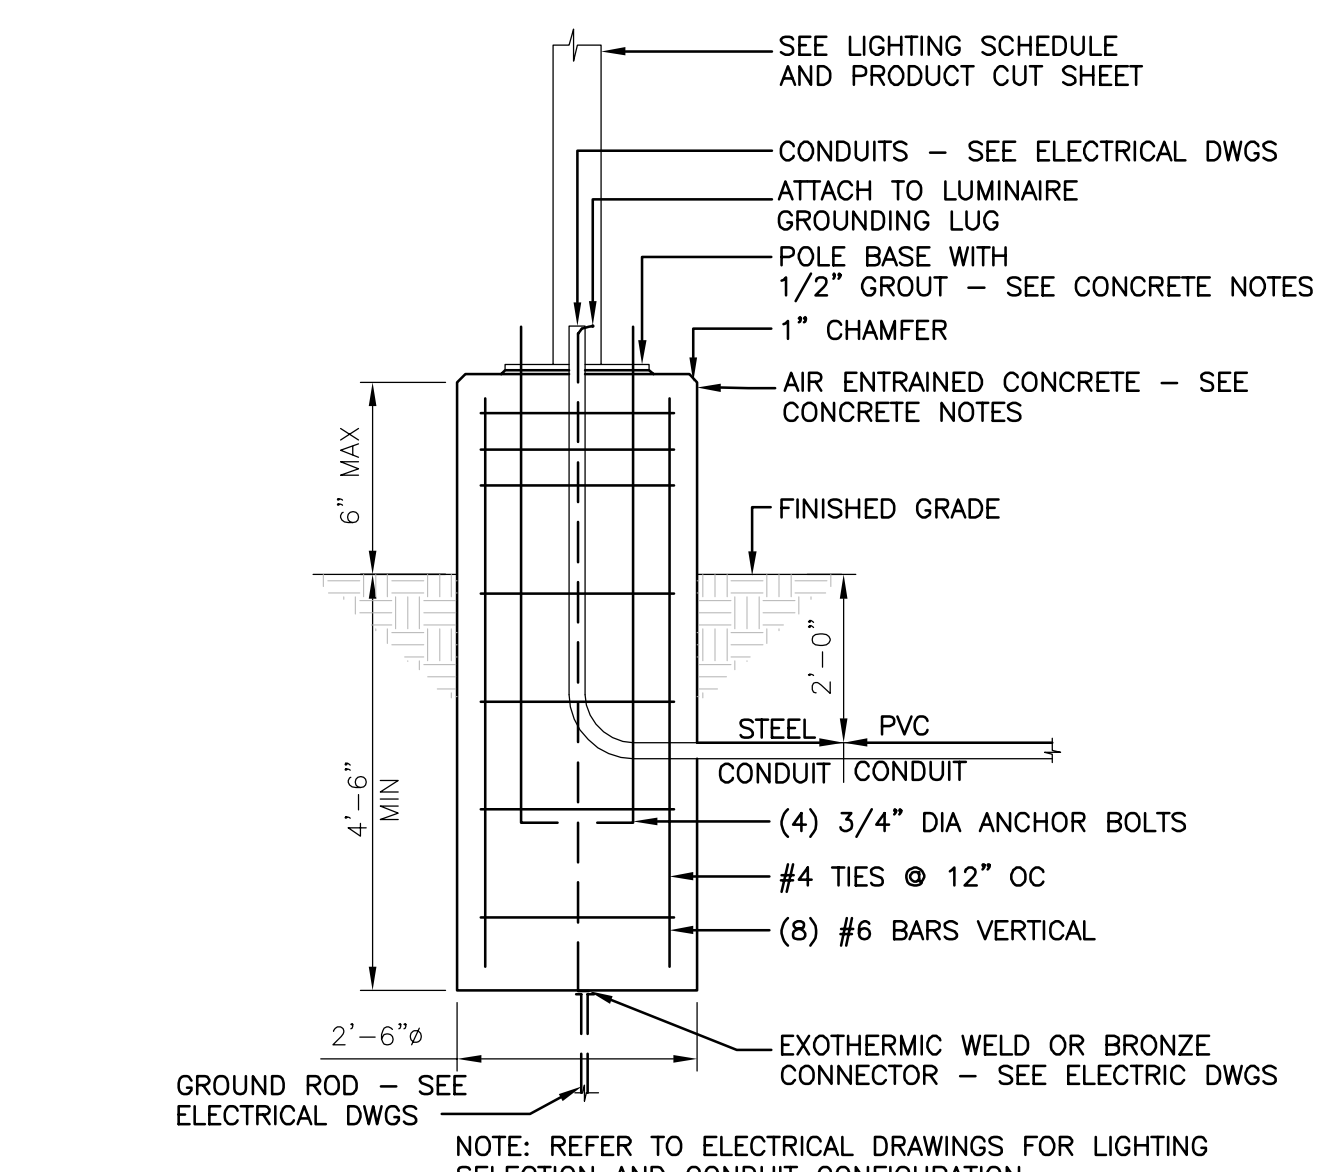 SEE LIGHTING SCHEDULE
AND PRODUCT CUT SHEET
CONDUITS – SEE ELECTRICAL DWGS
ATTACH TO LUMINAIRE
GROUNDING LUG
POLE BASE WITH
1/2" GROUT – SEE CONCRETE NOTES
1" CHAMFER
AIR ENTRAINED CONCRETE – SEE
CONCRETE NOTES
6" MAX
FINISHED GRADE
2'–0"
STEEL
PVC
CONDUIT
CONDUIT
4'–6"
MIN
(4) 3/4" DIA ANCHOR BOLTS
#4 TIES @ 12" OC
(8) #6 BARS VERTICAL
2'–6"ø
EXOTHERMIC WELD OR BRONZE
CONNECTOR – SEE ELECTRIC DWGS
GROUND ROD – SEE
ELECTRICAL DWGS
NOTE: REFER TO ELECTRICAL DRAWINGS FOR LIGHTING
SELECTION AND CONDUIT CONFIGURATION